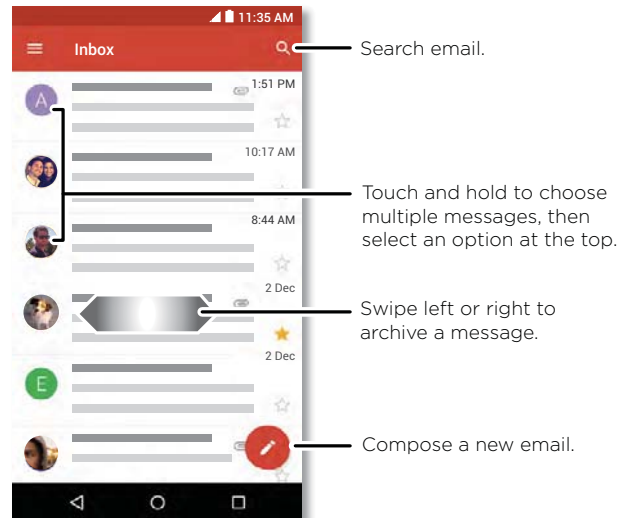 11:35 AM
Inbox
Search email.
A
1:51 PM
10:17 AM
Touch and hold to choose
multiple messages, then
select an option at the top.
8:44 AM
2 Dec
Swipe left or right to
archive a message.
2 Dec
E
Compose a new email.